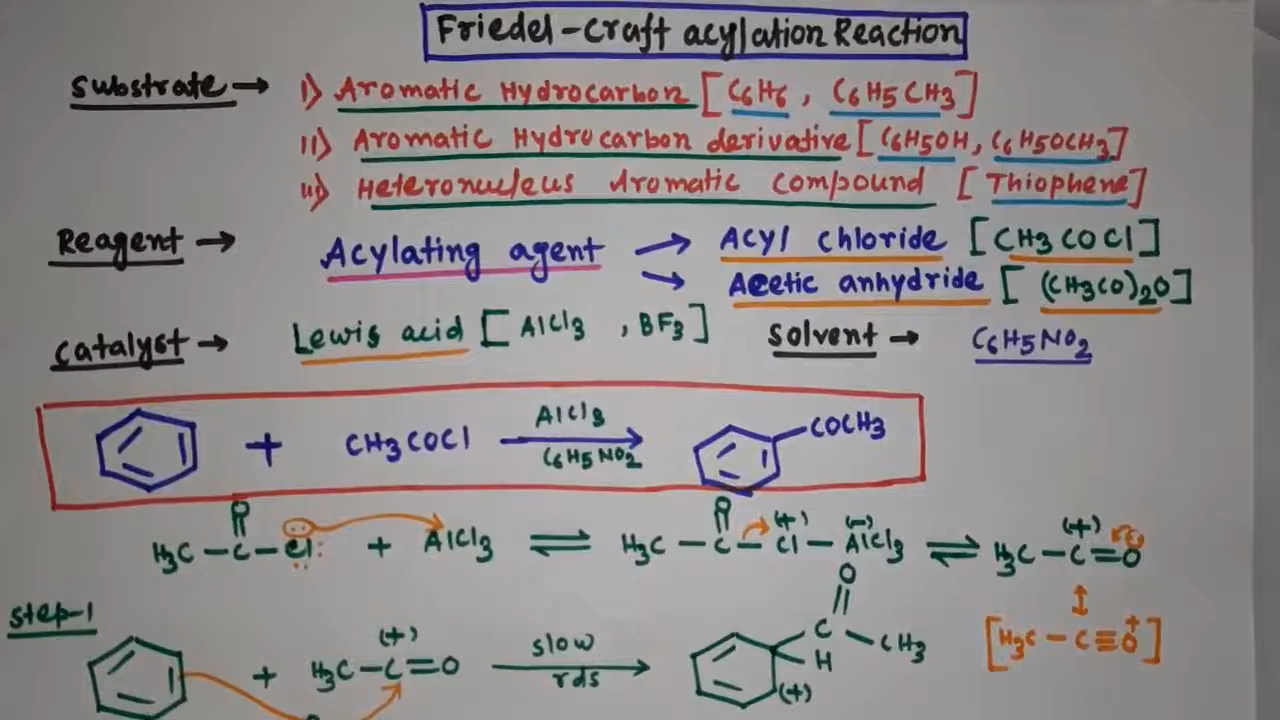 Friedel-Craft acylation Reaction
Substrate → i) Aromatic Hydrocarbon [C6H6, C6H5CH3]
ii) Aromatic Hydrocarbon derivative [C6H5OH, C6H5OCH3]
iii) Heteronucleus Aromatic compound [Thiophene]
Reagent → Acylating agent → Acyl chloride [CH3COCl]
→ Acetic anhydride [(CH3CO)2O]
Catalyst → Lewis acid [AlCl3, BF3] Solvent → C6H5NO2
+ CH3COCl AlCl3 C6H5NO2 COCH3
H3C-C-Cl: + AlCl3 ⇌ H3C-C-Cl-AlCl3 ⇌ H3C-C=O
O O (+) (-) (+)
↕
[H3C-C≡O+]
Step-1
+ H3C-C=O (+) slow rds O C-CH3 H (+)